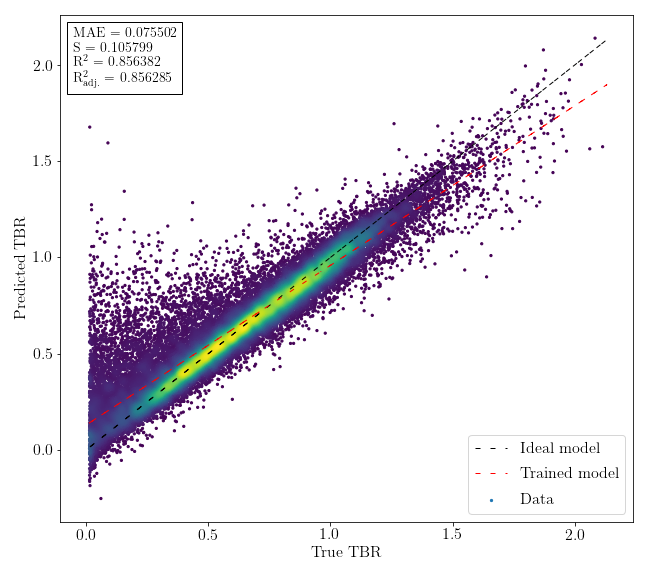 MAE = 0.075502
S = 0.105799
R² = 0.856382
R²adj. = 0.856285
2.0
1.5
1.0
0.5
0.0
Predicted TBR
Ideal model
Trained model
Data
0.0 0.5 1.0 1.5 2.0
True TBR